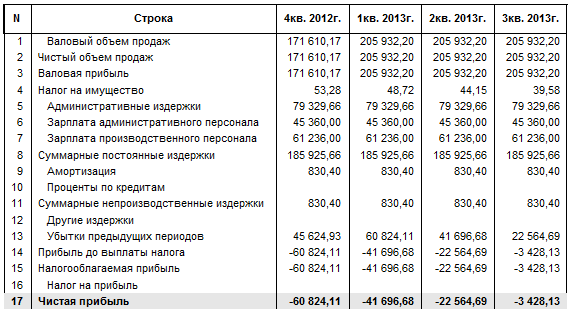 N Строка 4кв. 2012г. 1кв. 2013г. 2кв. 2013г. 3кв. 2013г.
1 Валовый объем продаж 171 610,17 205 932,20 205 932,20 205 932,20
2 Чистый объем продаж 171 610,17 205 932,20 205 932,20 205 932,20
3 Валовая прибыль 171 610,17 205 932,20 205 932,20 205 932,20
4 Налог на имущество 53,28 48,72 44,15 39,58
5 Административные издержки 79 329,66 79 329,66 79 329,66 79 329,66
6 Зарплата административного персонала 45 360,00 45 360,00 45 360,00 45 360,00
7 Зарплата производственного персонала 61 236,00 61 236,00 61 236,00 61 236,00
8 Суммарные постоянные издержки 185 925,66 185 925,66 185 925,66 185 925,66
9 Амортизация 830,40 830,40 830,40 830,40
10 Проценты по кредитам
11 Суммарные непроизводственные издержки 830,40 830,40 830,40 830,40
12 Другие издержки
13 Убытки предыдущих периодов 45 624,93 60 824,11 41 696,68 22 564,69
14 Прибыль до выплаты налога -60 824,11 -41 696,68 -22 564,69 -3 428,13
15 Налогооблагаемая прибыль -60 824,11 -41 696,68 -22 564,69 -3 428,13
16 Налог на прибыль
17 Чистая прибыль -60 824,11 -41 696,68 -22 564,69 -3 428,13